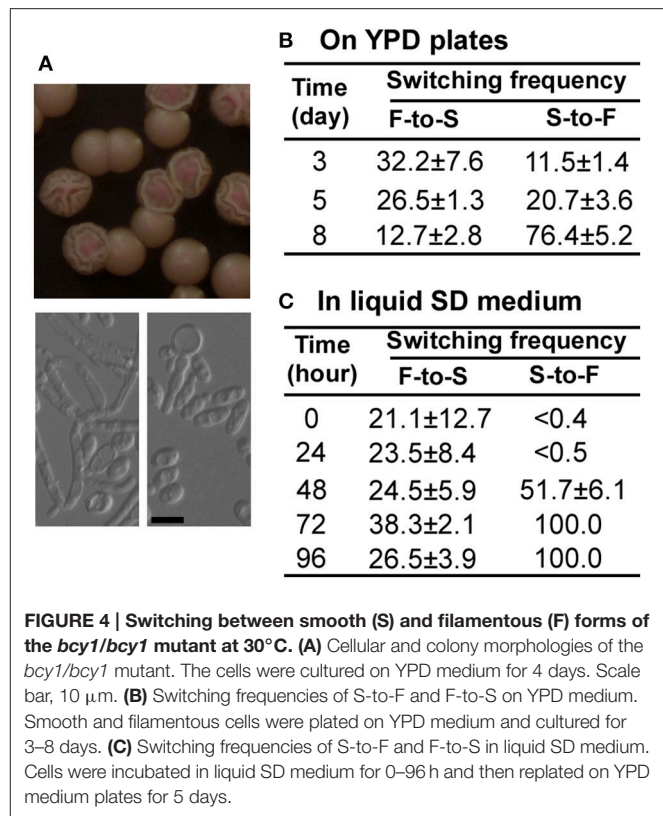 A
B On YPD plates
Time (day) Switching frequency
F-to-S S-to-F
3 32.2±7.6 11.5±1.4
5 26.5±1.3 20.7±3.6
8 12.7±2.8 76.4±5.2
C In liquid SD medium
Time (hour) Switching frequency
F-to-S S-to-F
0 21.1±12.7 <0.4
24 23.5±8.4 <0.5
48 24.5±5.9 51.7±6.1
72 38.3±2.1 100.0
96 26.5±3.9 100.0
FIGURE 4 | Switching between smooth (S) and filamentous (F) forms of
the bcy1/bcy1 mutant at 30°C. (A) Cellular and colony morphologies of the
bcy1/bcy1 mutant. The cells were cultured on YPD medium for 4 days. Scale
bar, 10 μm. (B) Switching frequencies of S-to-F and F-to-S on YPD medium.
Smooth and filamentous cells were plated on YPD medium and cultured for
3–8 days. (C) Switching frequencies of S-to-F and F-to-S in liquid SD medium.
Cells were incubated in liquid SD medium for 0–96 h and then replated on YPD
medium plates for 5 days.